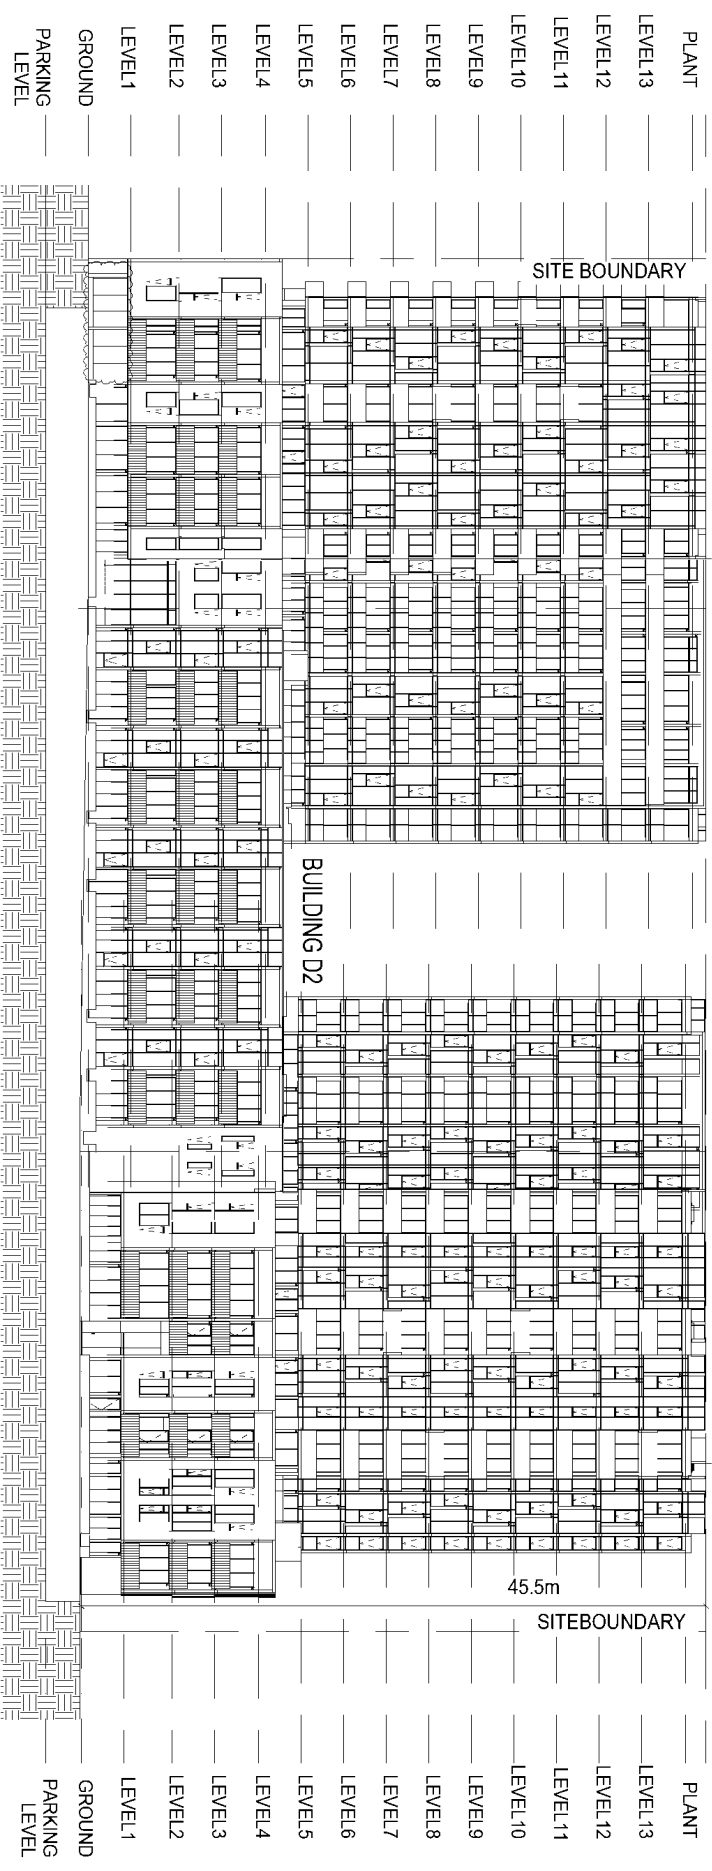 PLANT
LEVEL13
LEVEL12
LEVEL11
LEVEL10
LEVEL9
LEVEL8
LEVEL7
LEVEL6
LEVEL5
LEVEL4
LEVEL3
LEVEL2
LEVEL1
GROUND
PARKING
LEVEL
SITE BOUNDARY
BUILDING D2
45.5m
SITEBOUNDARY
PLANT
LEVEL13
LEVEL12
LEVEL11
LEVEL10
LEVEL9
LEVEL8
LEVEL7
LEVEL6
LEVEL5
LEVEL4
LEVEL3
LEVEL2
LEVEL1
GROUND
PARKING
LEVEL